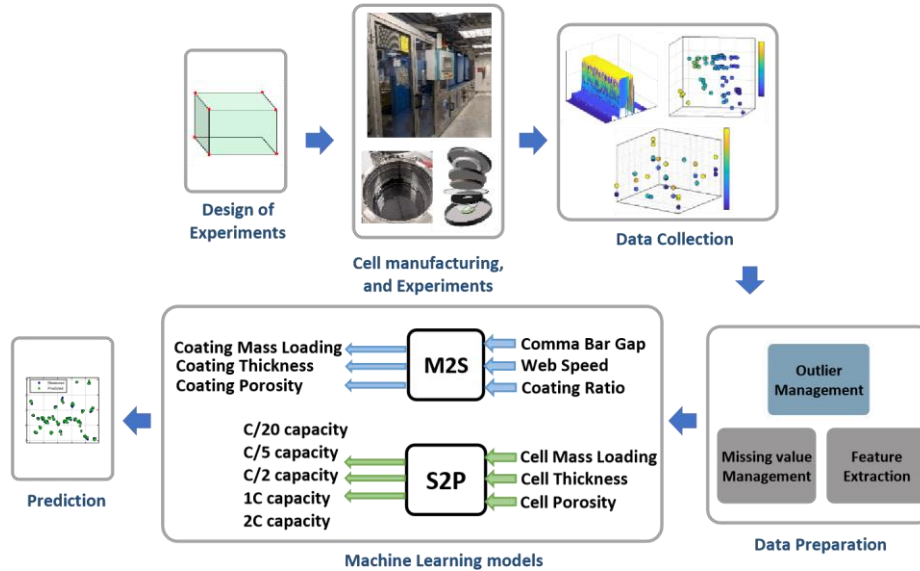 Design of
Experiments
Cell manufacturing,
and Experiments
Data Collection
Coating Mass Loading
Coating Thickness
Coating Porosity
M2S
Comma Bar Gap
Web Speed
Coating Ratio
C/20 capacity
C/5 capacity
C/2 capacity
1C capacity
2C capacity
S2P
Cell Mass Loading
Cell Thickness
Cell Porosity
Machine Learning models
Outlier
Management
Missing value
Management
Feature
Extraction
Data Preparation
Prediction